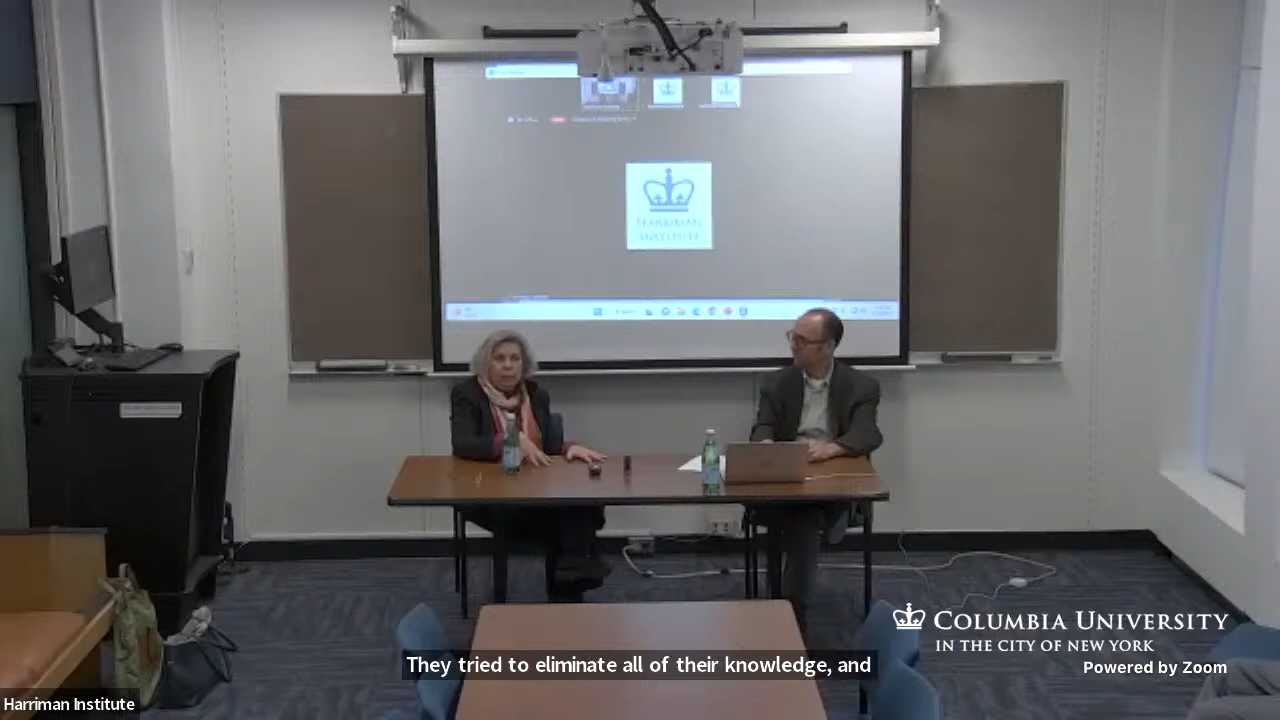 HARRIMAN
INSTITUTE
COLUMBIA UNIVERSITY
IN THE CITY OF NEW YORK
Powered by Zoom
They tried to eliminate all of their knowledge, and
Harriman Institute